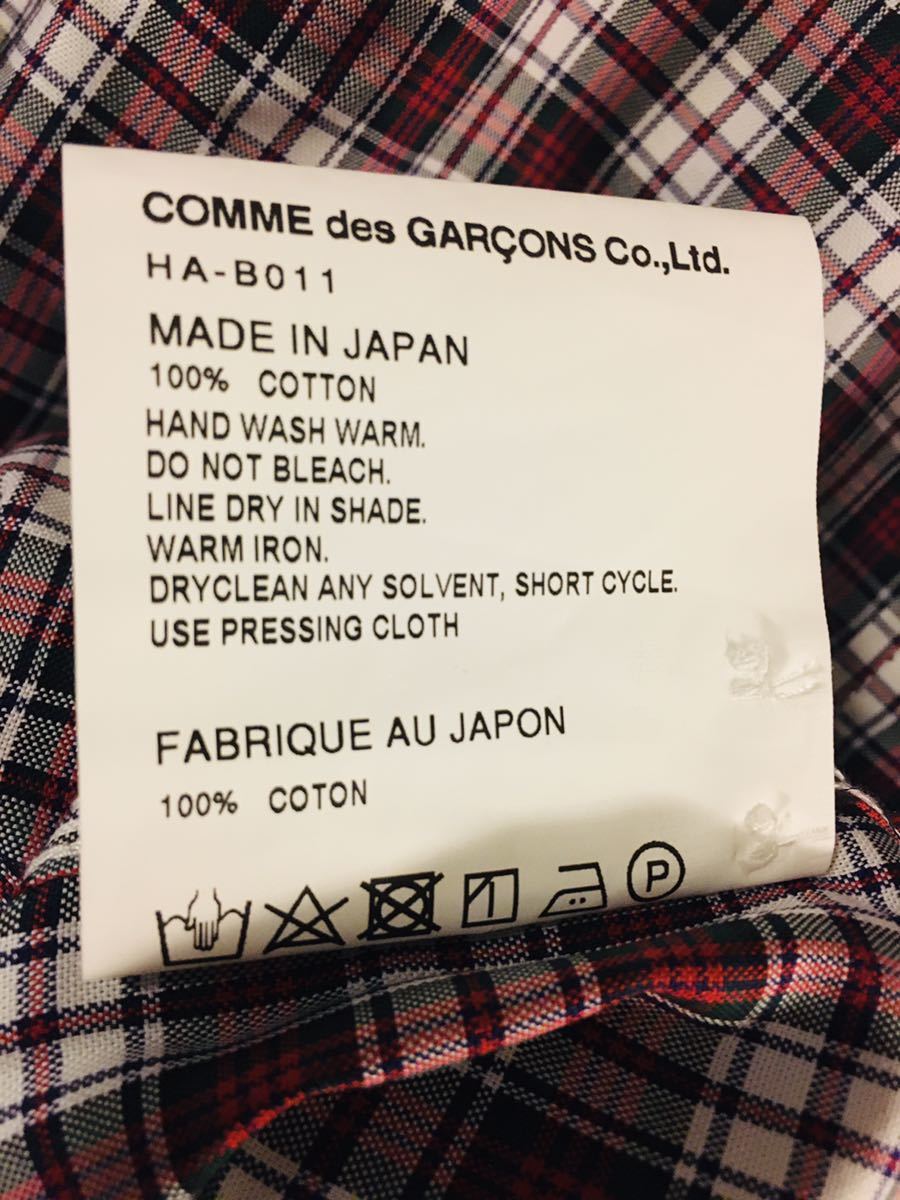 COMME des GARÇONS Co.,Ltd.
HA-B011
MADE IN JAPAN
100% COTTON
HAND WASH WARM.
DO NOT BLEACH.
LINE DRY IN SHADE.
WARM IRON.
DRYCLEAN ANY SOLVENT, SHORT CYCLE.
USE PRESSING CLOTH
FABRIQUE AU JAPON
100% COTON
P